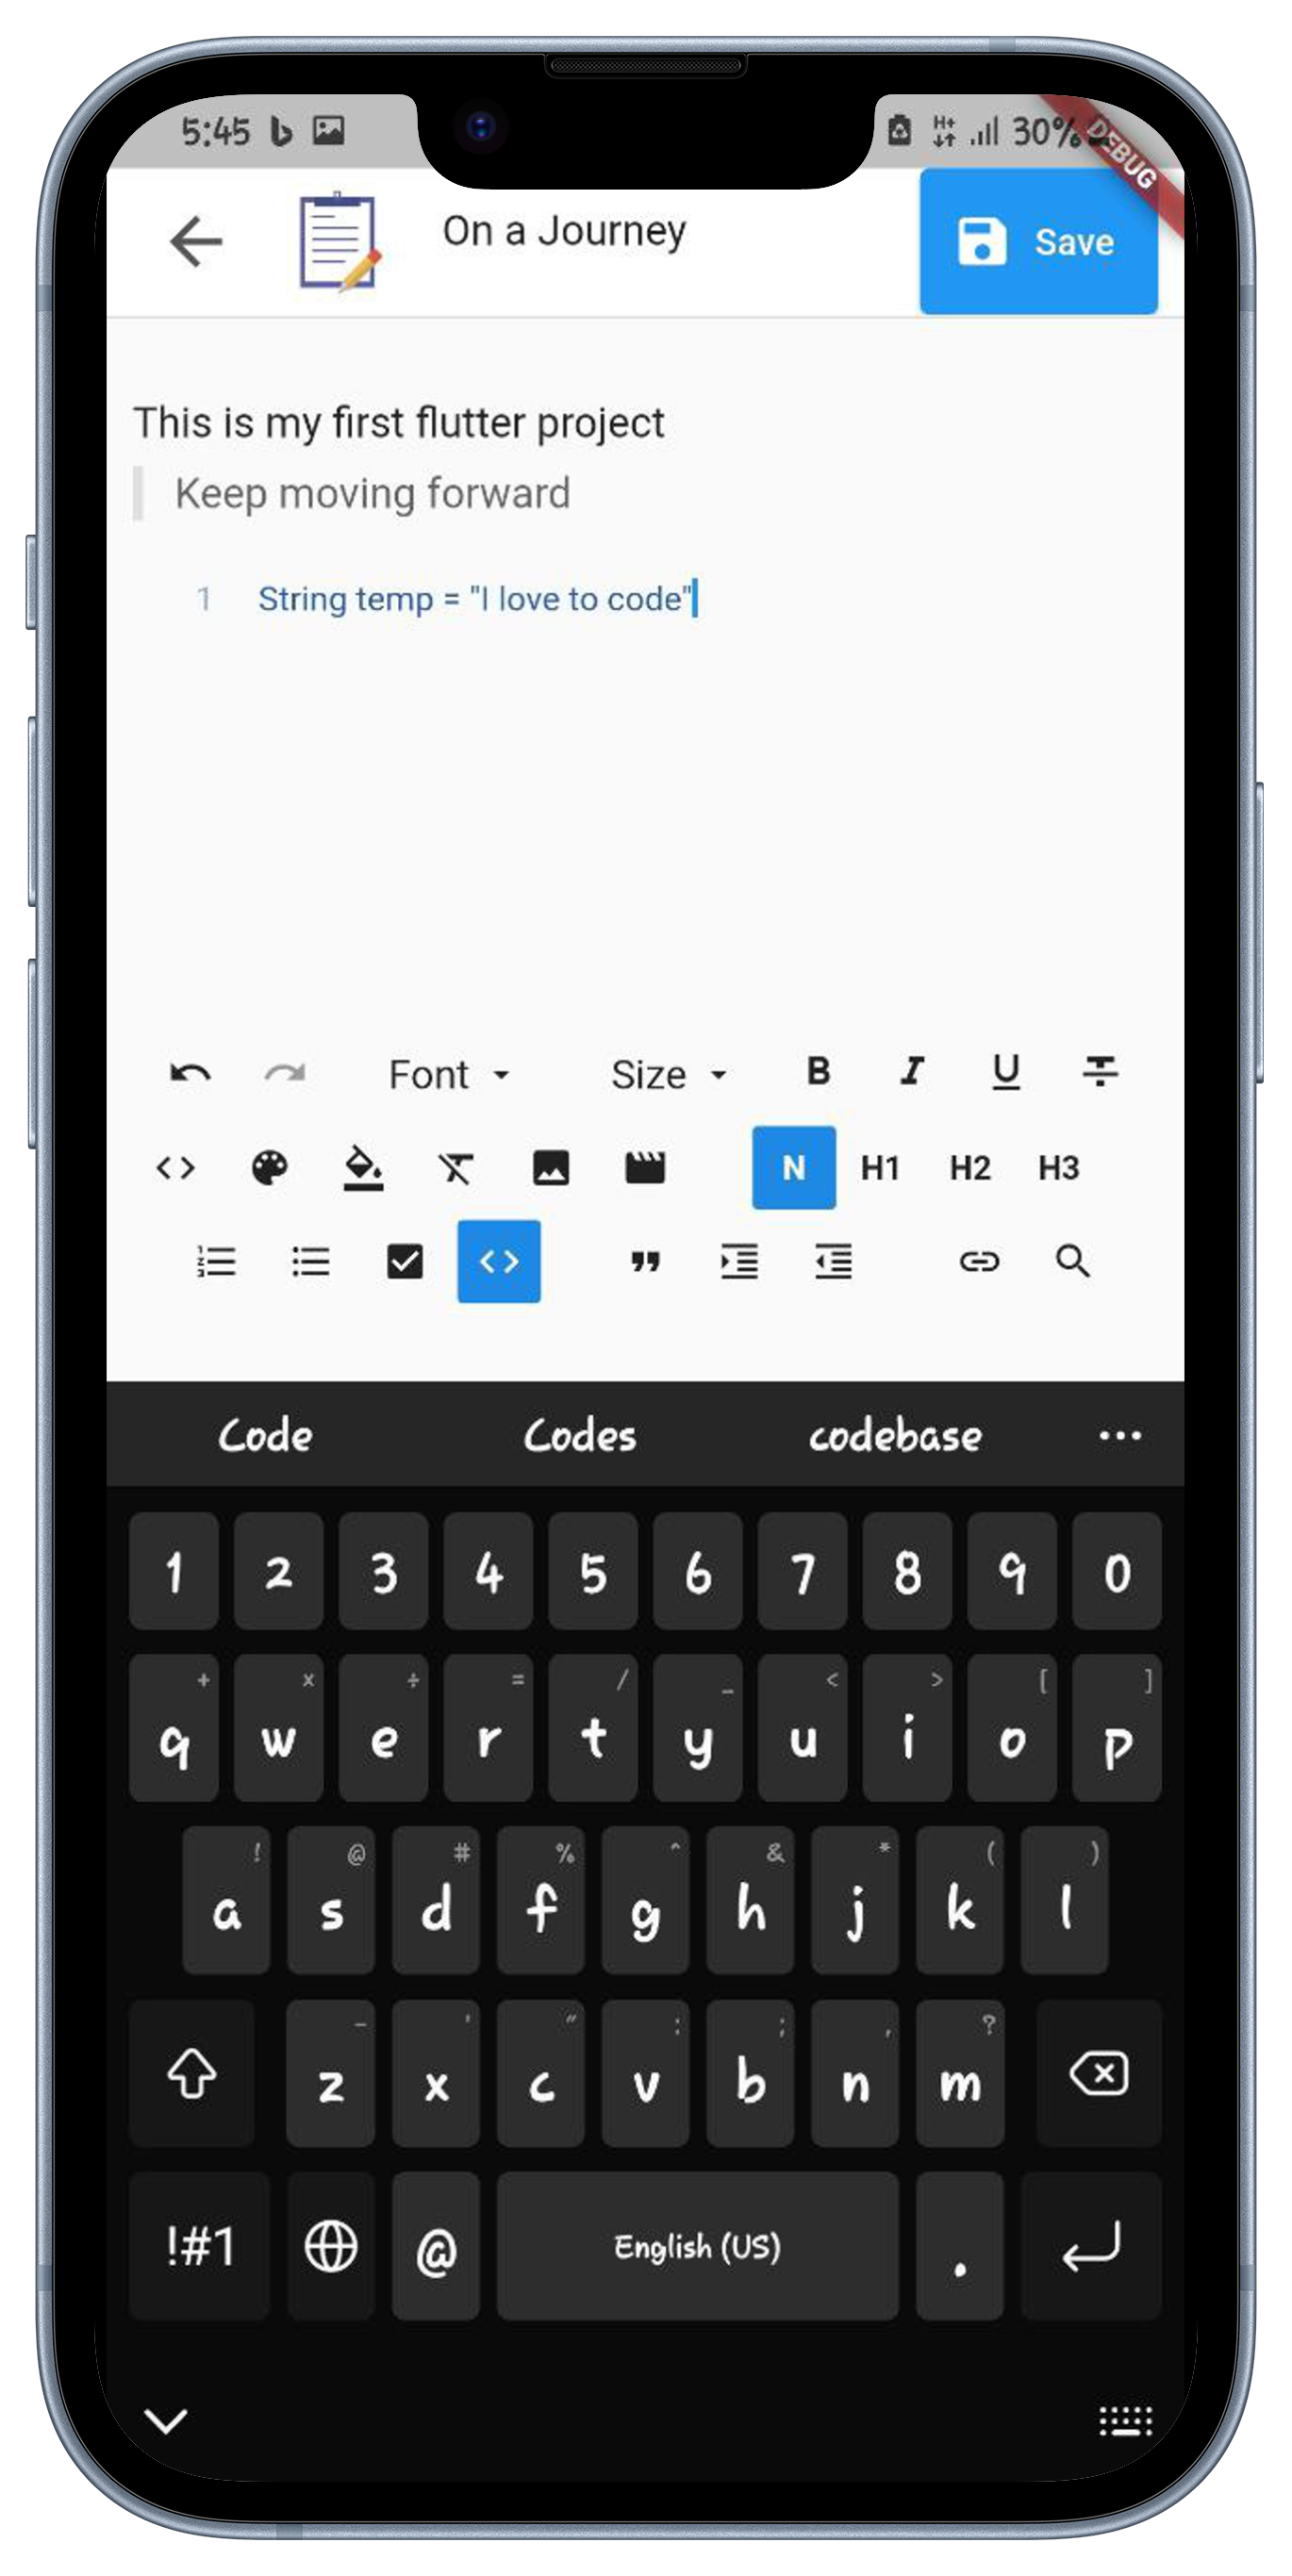 5:45
H+ 30%
DEBUG
On a Journey
Save
This is my first flutter project
Keep moving forward
1 String temp = "I love to code"
Font Size B I U T
<> N H1 H2 H3
<>
Code Codes codebase ...
1 2 3 4 5 6 7 8 9 0
+ × ÷ = / _ < > [ ]
q w e r t y u i o p
! @ # % ^ & * ( )
a s d f g h j k l
- ' " : ; , ?
z x c v b n m
!#1 @ English (US) .